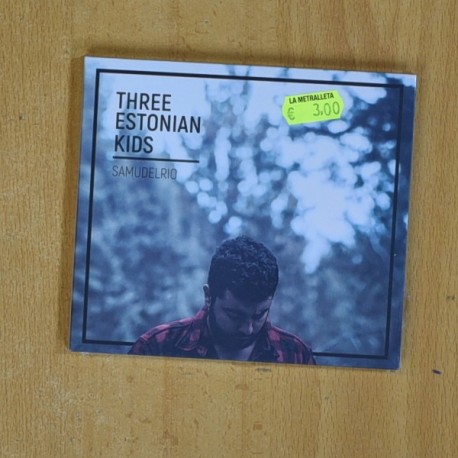 THREE
ESTONIAN
KIDS
SAMUDELRIO
LA METRALLETA
€ 3,00